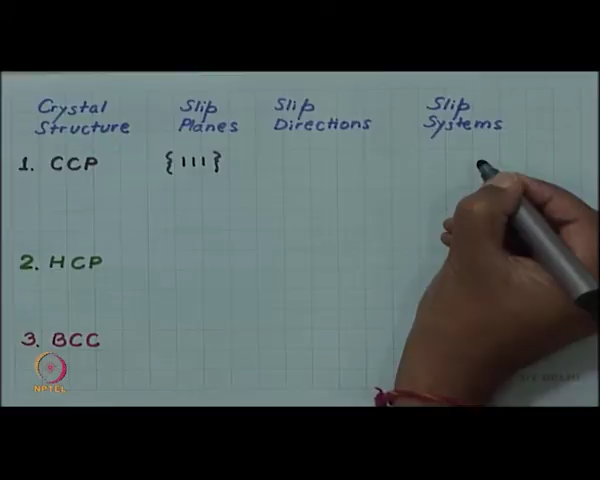 Crystal Structure
Slip Planes
Slip Directions
Slip Systems
1. CCP {111}
2. HCP
3. BCC
NPTEL